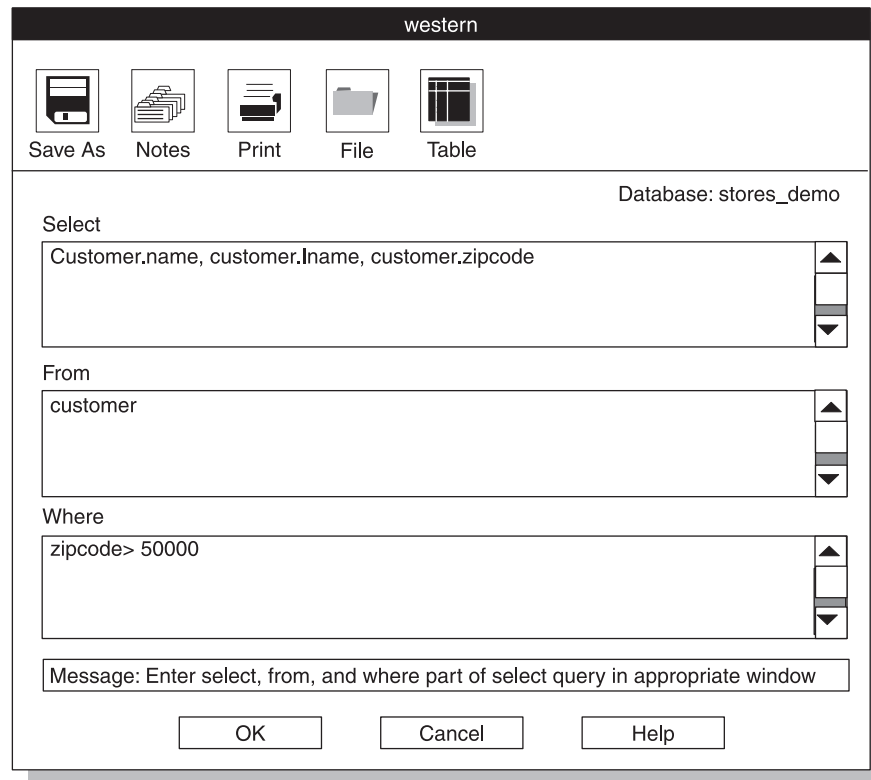 western
Save As Notes Print File Table
Database: stores_demo
Select
Customer.name, customer.lname, customer.zipcode
From
customer
Where
zipcode> 50000
Message: Enter select, from, and where part of select query in appropriate window
OK Cancel Help